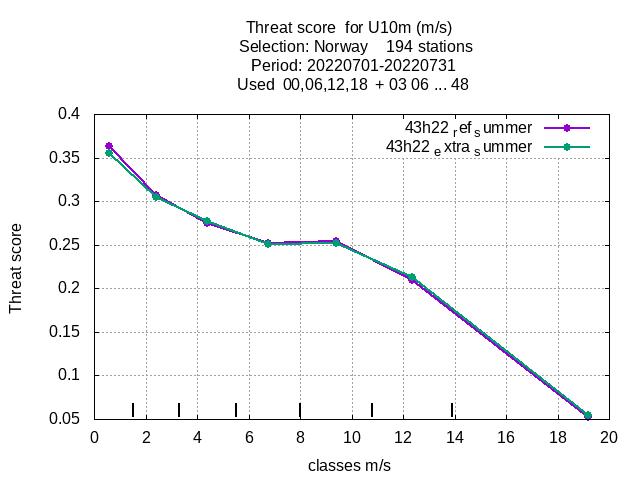 Threat score for U10m (m/s)
Selection: Norway 194 stations
Period: 20220701-20220731
Used 00,06,12,18 + 03 06 ... 48
43h22 ref summer
43h22 extra summer
0.4
0.35
0.3
0.25
0.2
0.15
0.1
0.05
Threat score
0 2 4 6 8 10 12 14 16 18 20
classes m/s